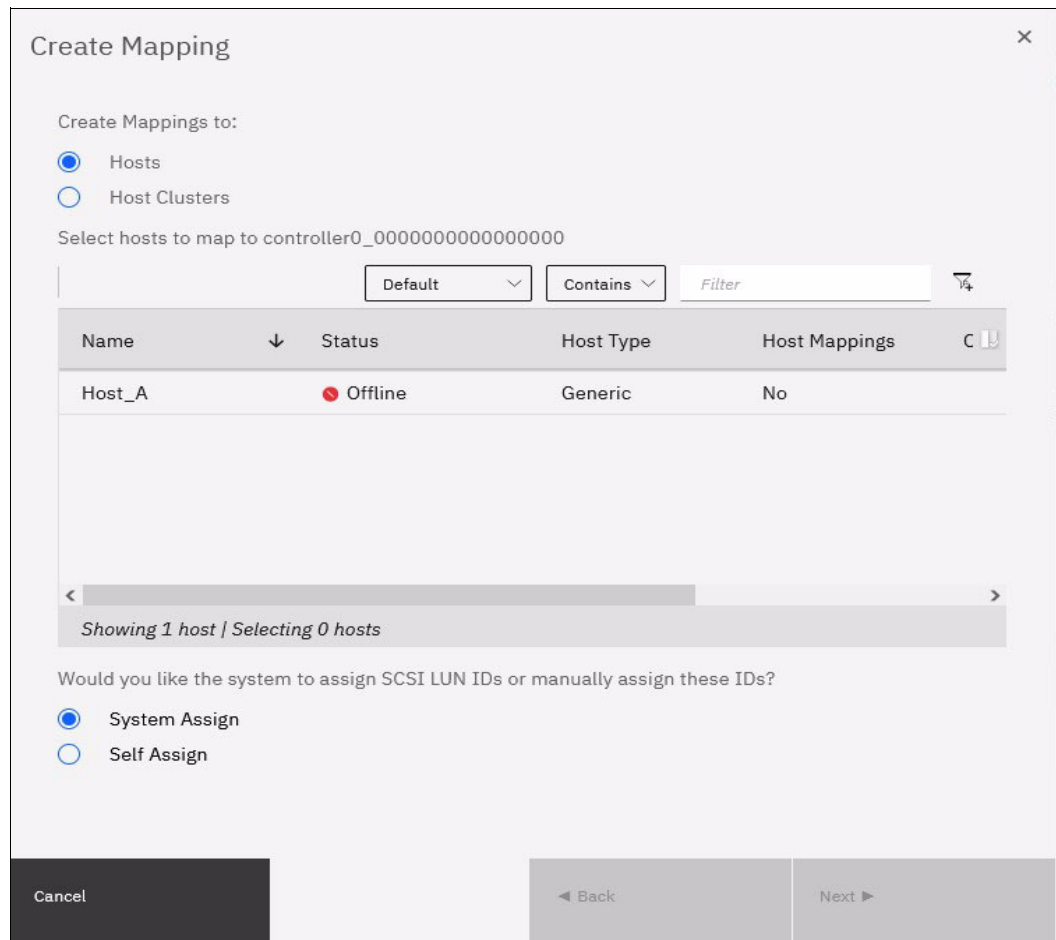 Create Mapping
Create Mappings to:
Hosts
Host Clusters
Select hosts to map to controller0_0000000000000000
Default Contains Filter
Name Status Host Type Host Mappings C
Host_A Offline Generic No
Showing 1 host | Selecting 0 hosts
Would you like the system to assign SCSI LUN IDs or manually assign these IDs?
System Assign
Self Assign
Cancel Back Next